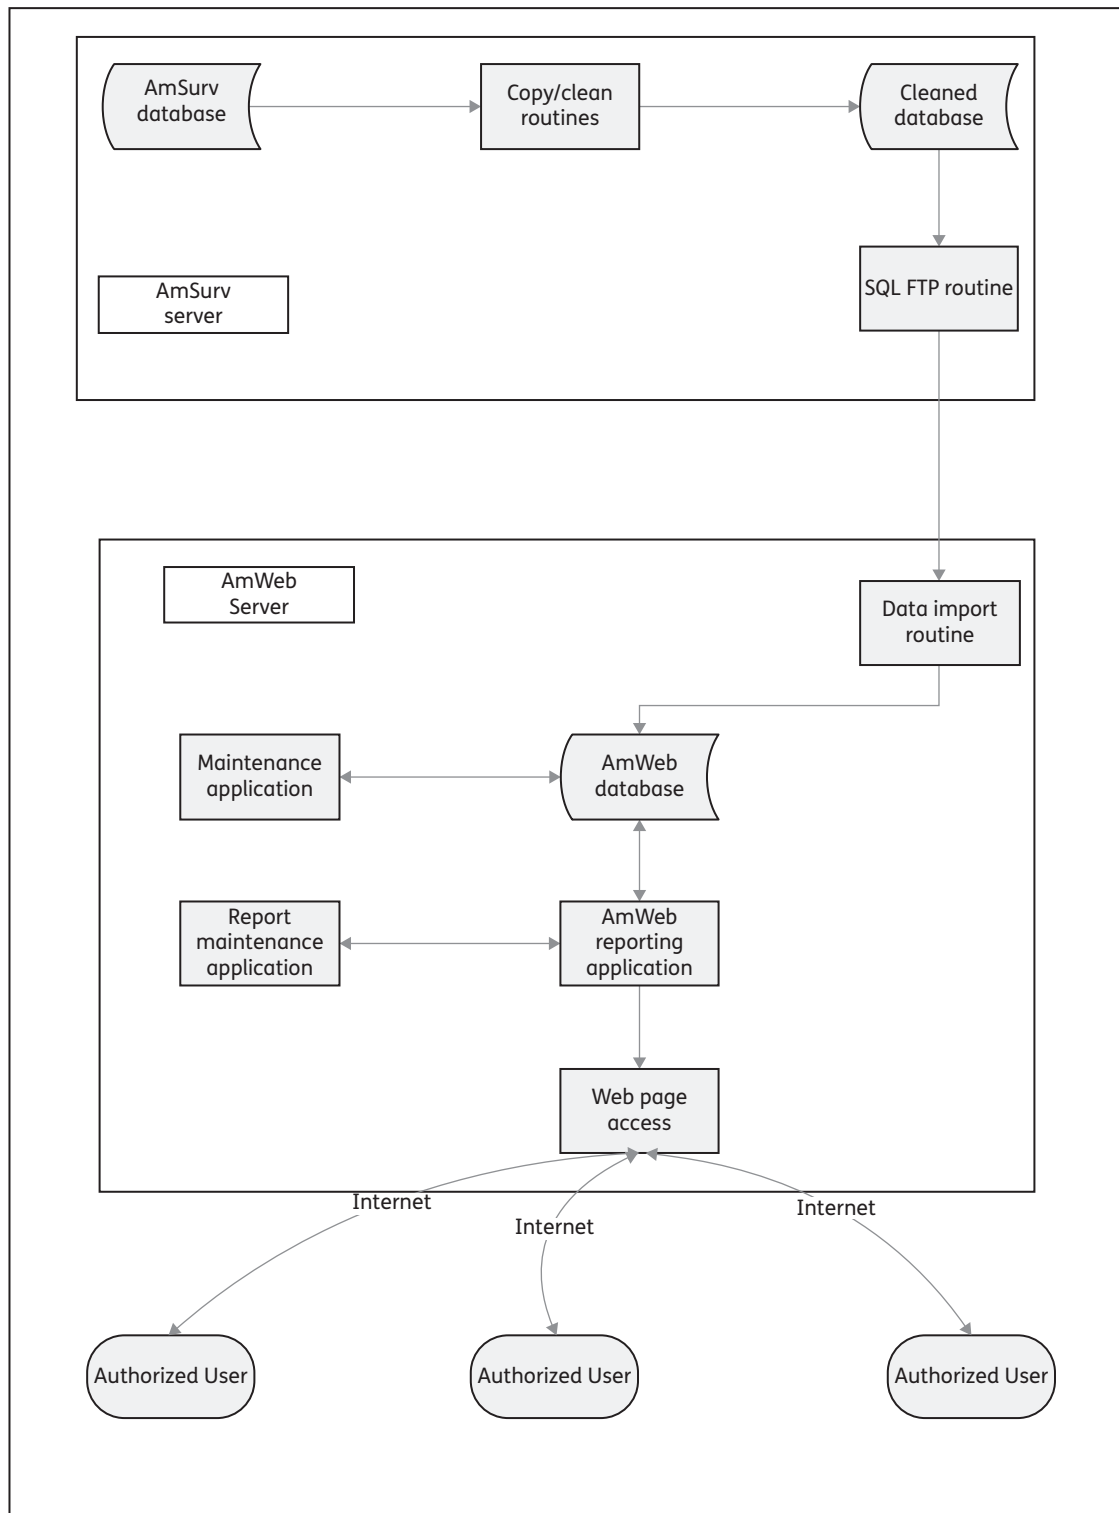 AmSurv
database
Copy/clean
routines
Cleaned
database
AmSurv
server
SQL FTP routine
AmWeb
Server
Data import
routine
Maintenance
application
AmWeb
database
Report
maintenance
application
AmWeb
reporting
application
Web page
access
Internet
Internet
Internet
Authorized User
Authorized User
Authorized User